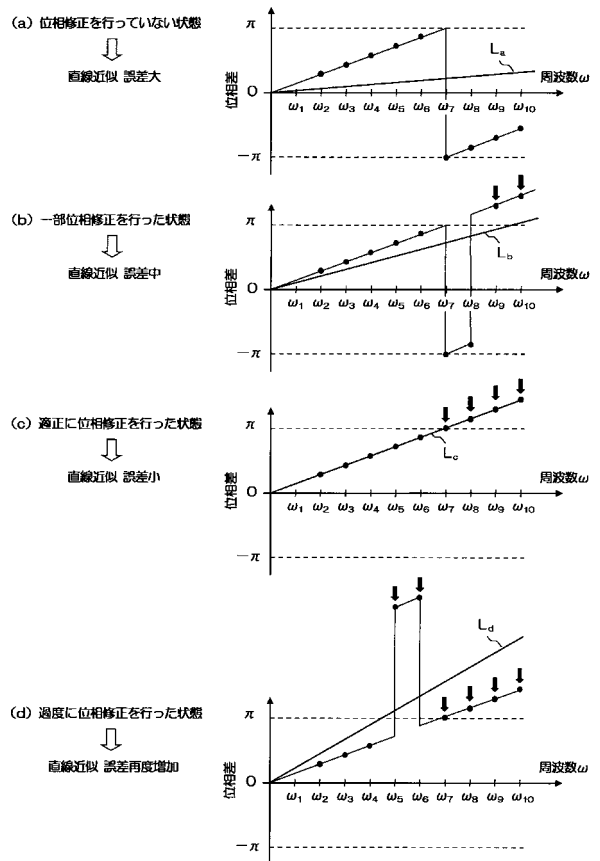 (a) 位相修正を行っていない状態
直線近似 誤差大
位相差
π
0
-π
La
周波数ω
ω1 ω2 ω3 ω4 ω5 ω6 ω7 ω8 ω9 ω10
(b) 一部位相修正を行った状態
直線近似 誤差中
位相差
π
0
-π
Lb
周波数ω
ω1 ω2 ω3 ω4 ω5 ω6 ω7 ω8 ω9 ω10
(c) 適正に位相修正を行った状態
直線近似 誤差小
位相差
π
0
-π
Lc
周波数ω
ω1 ω2 ω3 ω4 ω5 ω6 ω7 ω8 ω9 ω10
(d) 過度に位相修正を行った状態
直線近似 誤差再度増加
位相差
π
0
-π
Ld
周波数ω
ω1 ω2 ω3 ω4 ω5 ω6 ω7 ω8 ω9 ω10